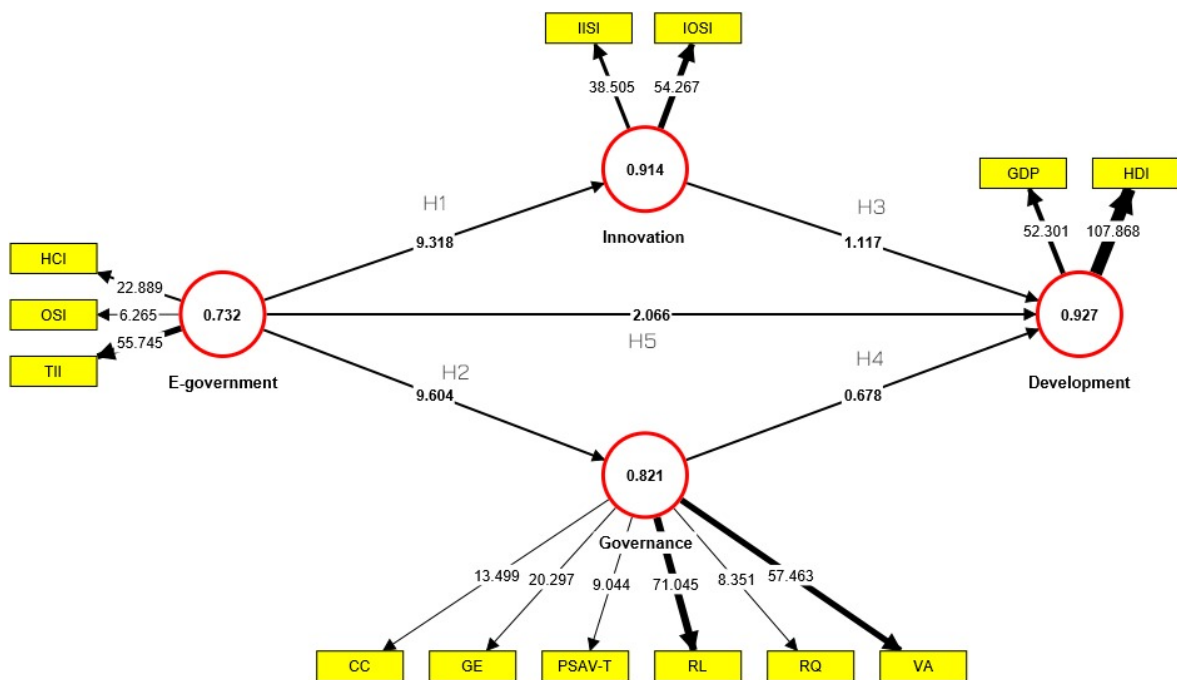 IISI
IOSI
38.505
54.267
0.914
GDP
HDI
H1
H3
52.301
107.868
9.318
Innovation
1.117
HCI
22.889
OSI
6.265
0.732
2.066
0.927
TII
55.745
H5
E-government
H2
H4
Development
9.604
0.678
0.821
Governance
13.499
20.297
9.044
71.045
8.351
57.463
CC
GE
PSAV-T
RL
RQ
VA